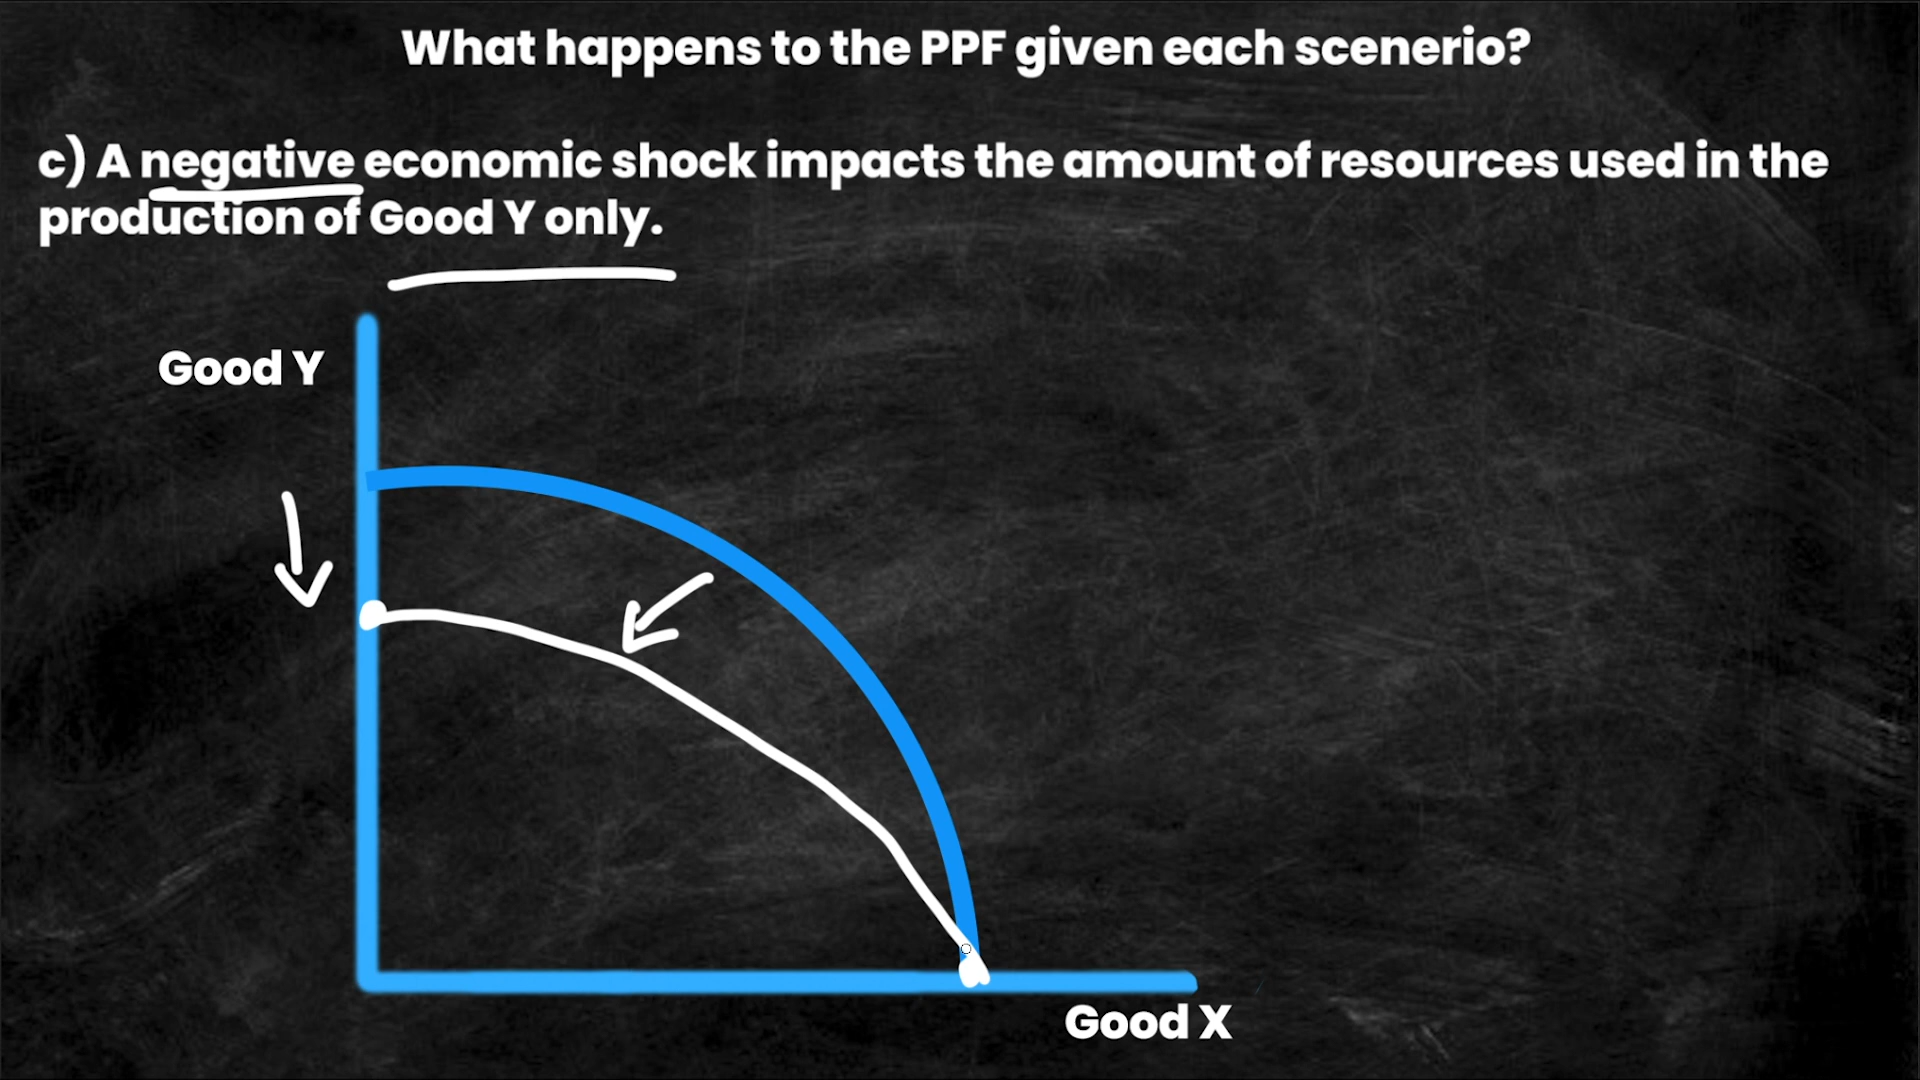 What happens to the PPF given each scenerio?
c) A negative economic shock impacts the amount of resources used in the
production of Good Y only.
Good Y
Good X